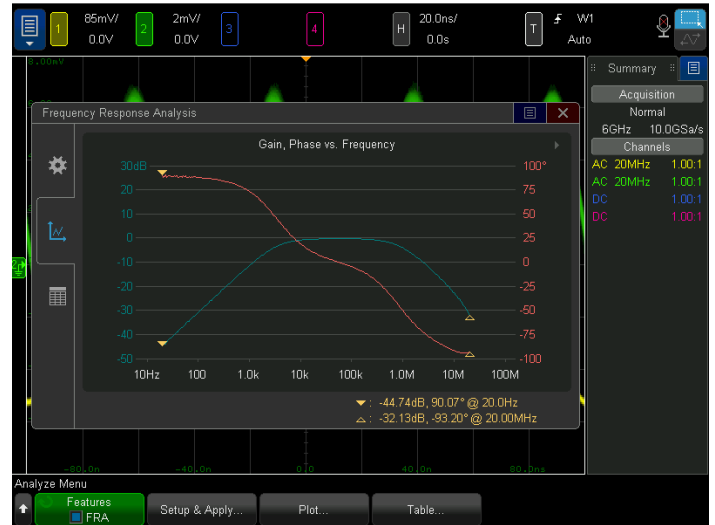 1 85mV/ 2 2mV/ 3 4 H 20.0ns/ T W1
0.0V 0.0V 0.0s Auto
8.00mV
Summary
Acquisition
Normal
6GHz 10.0GSa/s
Channels
AC 20MHz 1.00:1
AC 20MHz 1.00:1
DC 1.00:1
DC 1.00:1
Frequency Response Analysis
Gain, Phase vs. Frequency
30dB 100°
20 75
10 50
0 25
-10 0
-20 -25
-30 -50
-40 -75
-50 -100
10Hz 100 1.0k 10k 100k 1.0M 10M 100M
: -44.74dB, 90.07° @ 20.0Hz
: -32.13dB, -93.20° @ 20.00MHz
-80.0n -40.0n 0.0 40.0n 80.0ns
Analyze Menu
Features
FRA
Setup & Apply...
Plot...
Table...